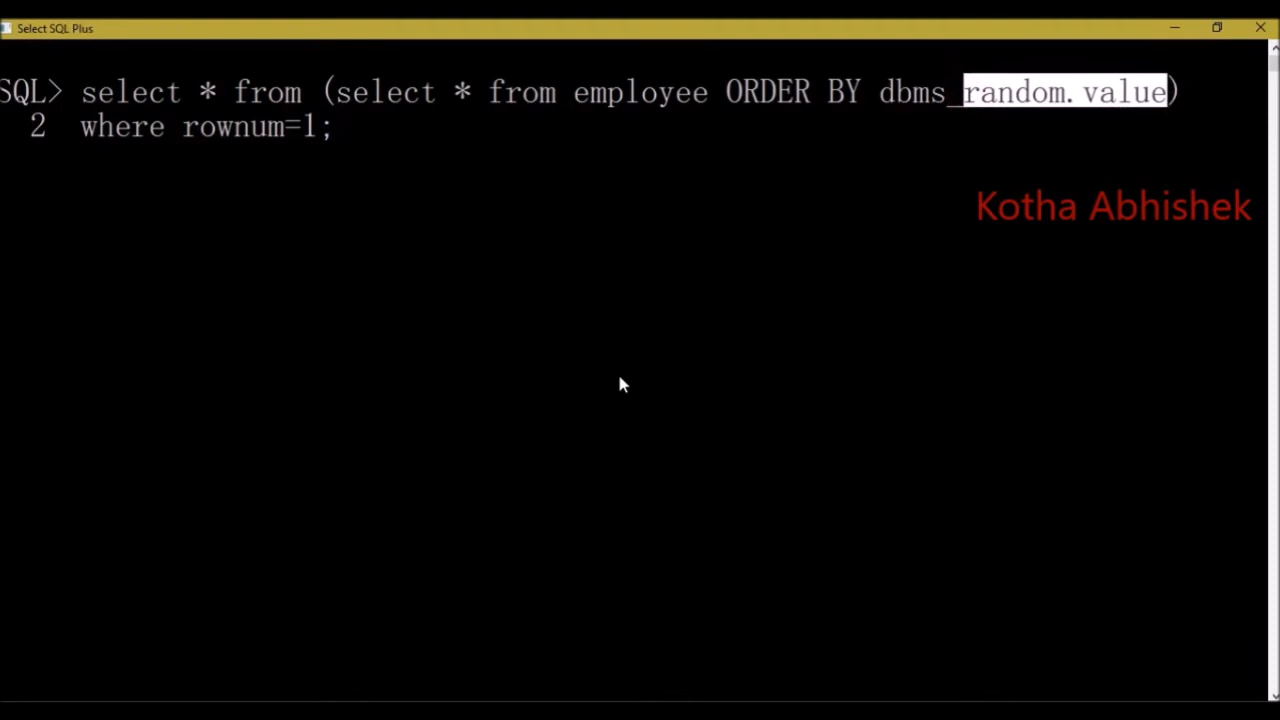 Select SQL Plus
SQL> select * from (select * from employee ORDER BY dbms_random.value)
2 where rownum=1;
Kotha Abhishek